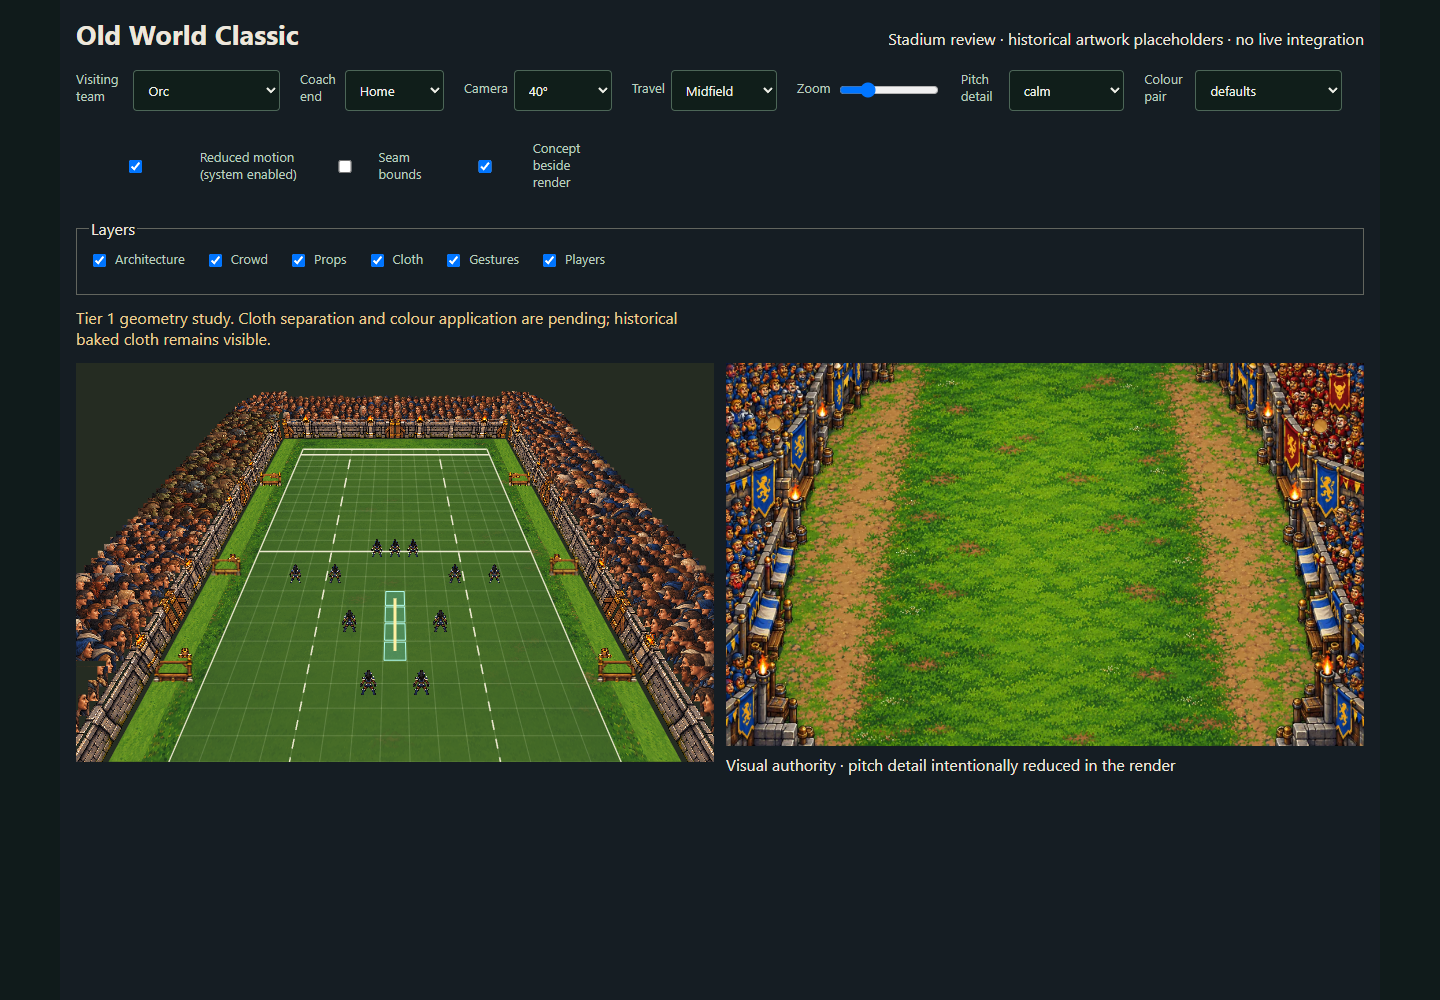 Old World Classic
Stadium review · historical artwork placeholders · no live integration
Visiting team
Orc
Coach end
Home
Camera
40°
Travel
Midfield
Zoom
Pitch detail
calm
Colour pair
defaults
Reduced motion
(system enabled)
Seam
bounds
Concept
beside
render
Layers
Architecture
Crowd
Props
Cloth
Gestures
Players
Tier 1 geometry study. Cloth separation and colour application are pending; historical
baked cloth remains visible.
Visual authority · pitch detail intentionally reduced in the render